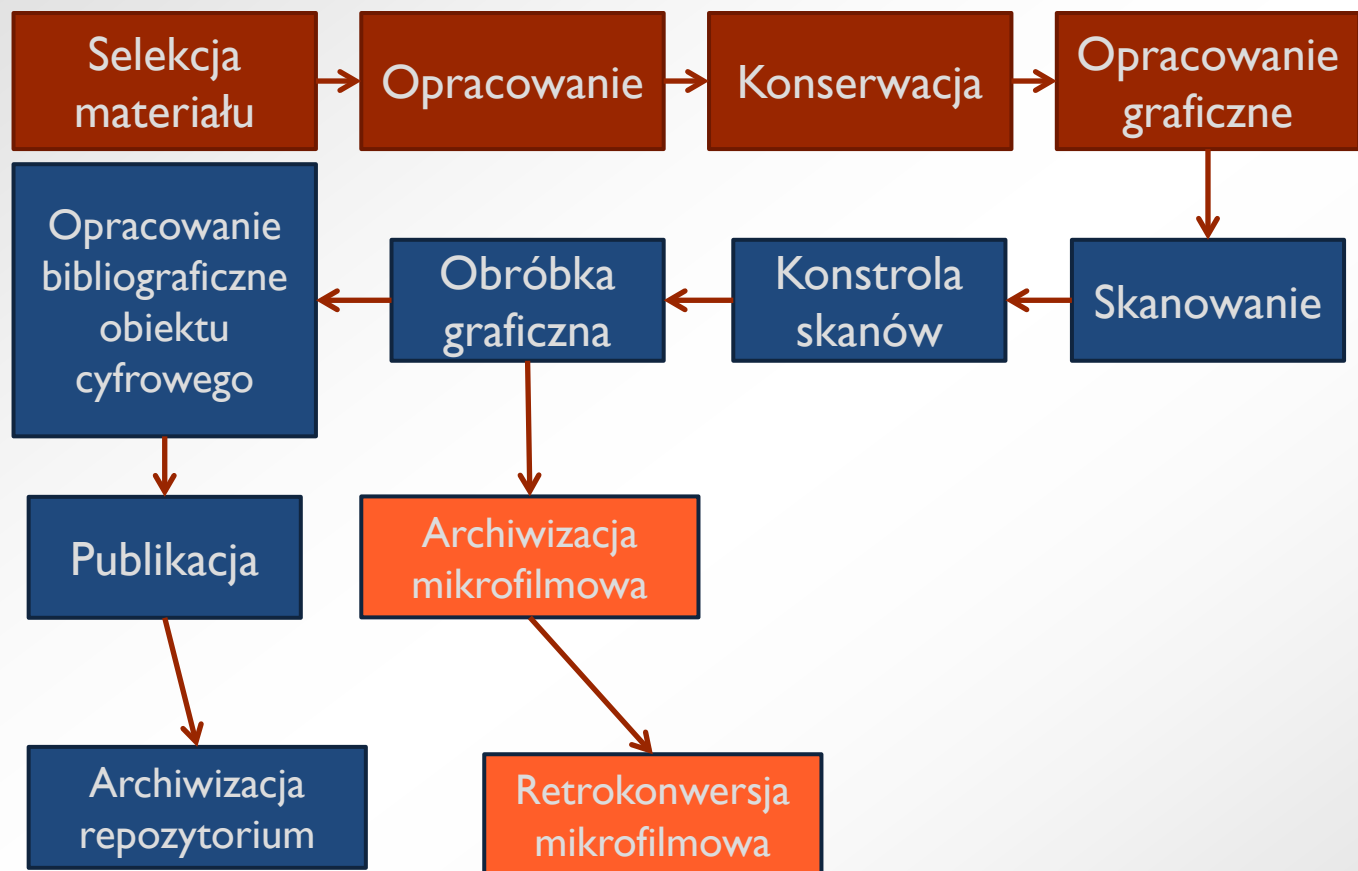 Selekcja
materiału
Opracowanie
Konserwacja
Opracowanie
graficzne
Opracowanie
bibliograficzne
obiektu
cyfrowego
Obróbka
graficzna
Konstrola
skanów
Skanowanie
Publikacja
Archiwizacja
mikrofilmowa
Archiwizacja
repozytorium
Retrokonwersja
mikrofilmowa